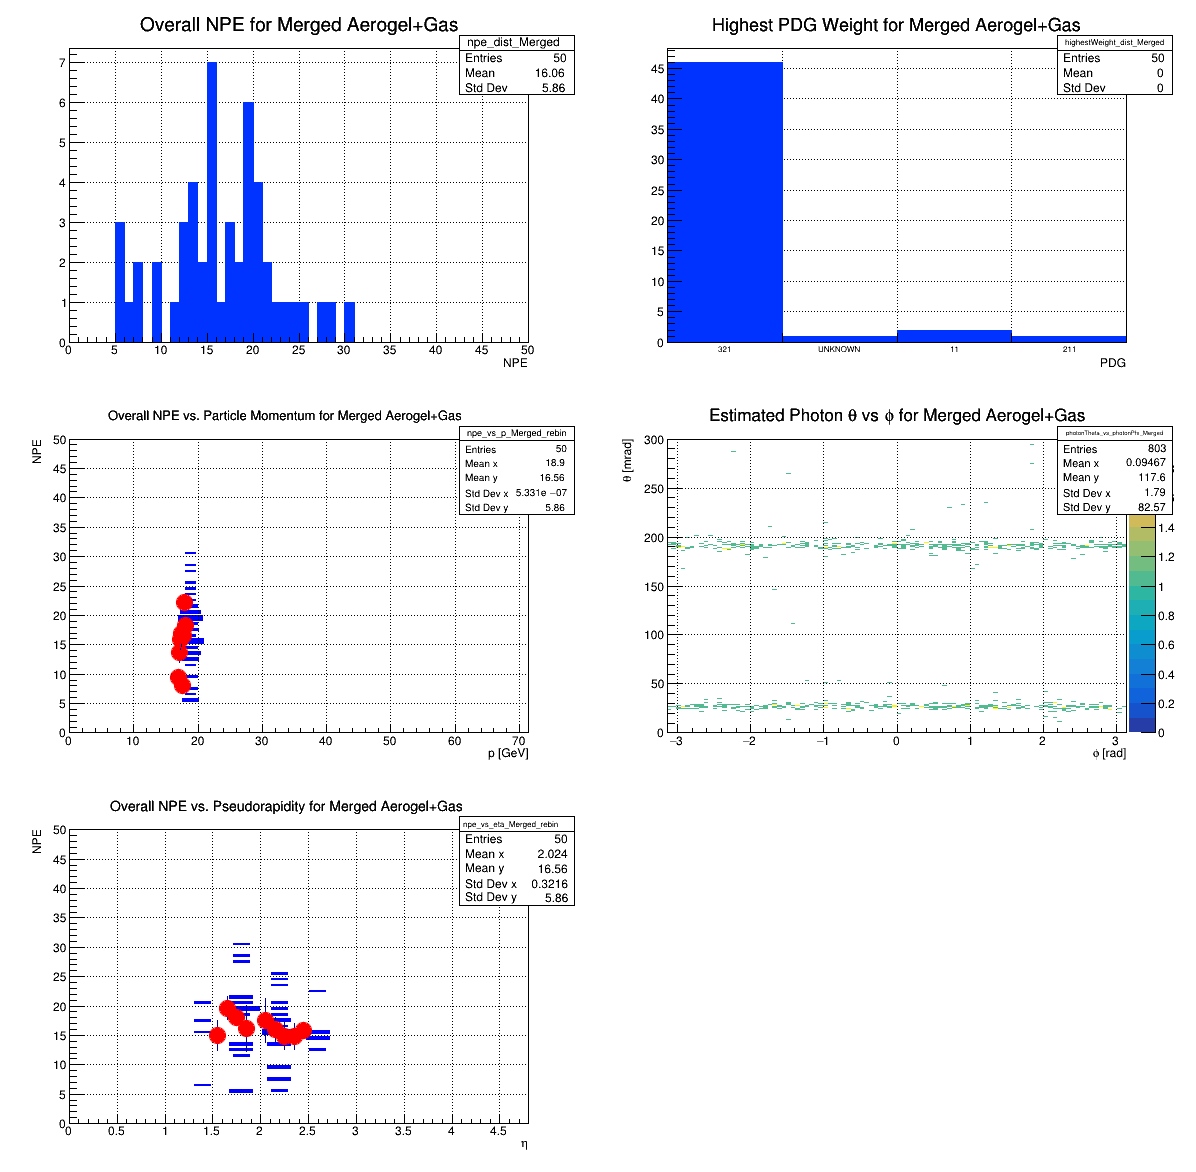 Overall NPE for Merged Aerogel+Gas
npe_dist_Merged
Entries 50
Mean 16.06
Std Dev 5.86
7
6
5
4
3
2
1
0
0 5 10 15 20 25 30 35 40 45 50
NPE
Highest PDG Weight for Merged Aerogel+Gas
highestWeight_dist_Merged
Entries 50
Mean 0
Std Dev 0
45
40
35
30
25
20
15
10
5
0
321 UNKNOWN 11 211
PDG
Overall NPE vs. Particle Momentum for Merged Aerogel+Gas
NPE
npe_vs_p_Merged_rebin
Entries 50
Mean x 18.9
Mean y 16.56
Std Dev x 5.331e −07
Std Dev y 5.86
50
45
40
35
30
25
20
15
10
5
0
0 10 20 30 40 50 60 70
p [GeV]
Estimated Photon θ vs ϕ for Merged Aerogel+Gas
θ [mrad]
photonTheta_vs_photonPhi_Merged
Entries 803
Mean x 0.09467
Mean y 117.6
Std Dev x 1.79
Std Dev y 82.57
300
250
200
150
100
50
0
−3 −2 −1 0 1 2 3
ϕ [rad]
1.4
1.2
1
0.8
0.6
0.4
0.2
0
Overall NPE vs. Pseudorapidity for Merged Aerogel+Gas
NPE
npe_vs_eta_Merged_rebin
Entries 50
Mean x 2.024
Mean y 16.56
Std Dev x 0.3216
Std Dev y 5.86
50
45
40
35
30
25
20
15
10
5
0
0 0.5 1 1.5 2 2.5 3 3.5 4 4.5
η